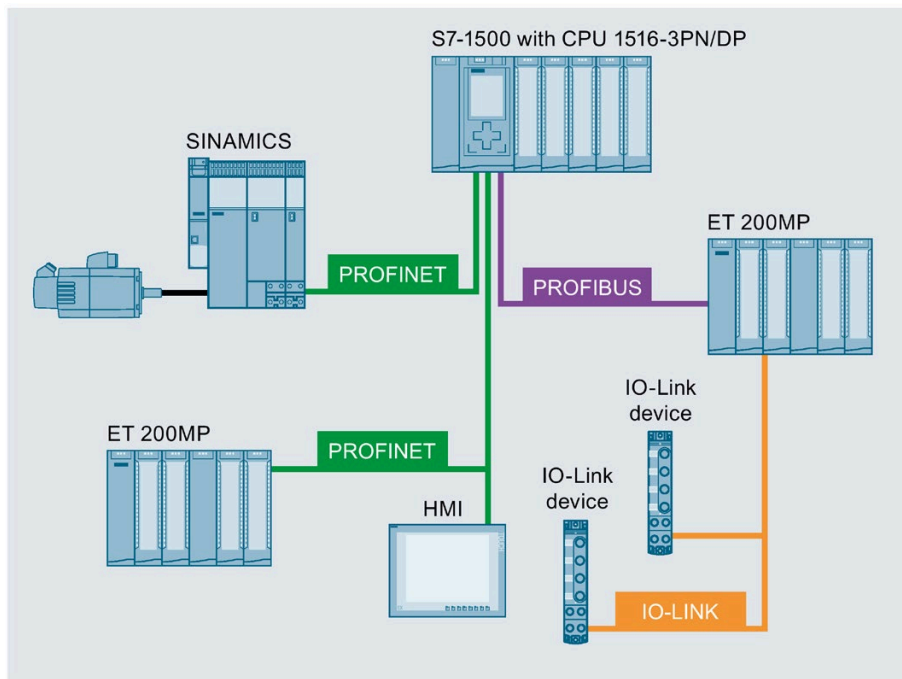 S7-1500 with CPU 1516-3PN/DP
SINAMICS
ET 200MP
PROFINET
PROFIBUS
IO-Link
device
ET 200MP
PROFINET
IO-Link
device
HMI
IO-LINK